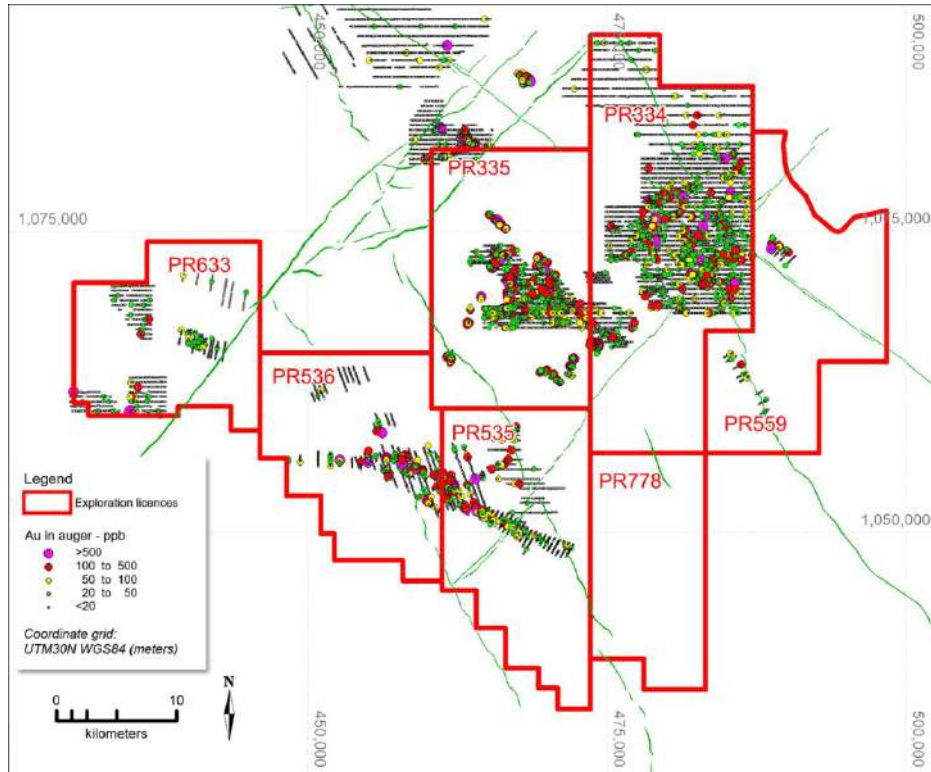 450,000
475,000
500,000
PR334
PR335
1,075,000
1,075,000
PR633
PR536
PR535
PR559
PR778
Legend
Exploration licences
1,050,000
Au in auger - ppb
>500
100 to 500
50 to 100
20 to 50
<20
Coordinate grid:
UTM30N WGS84 (meters)
N
0 10
kilometers
450,000
475,000
500,000